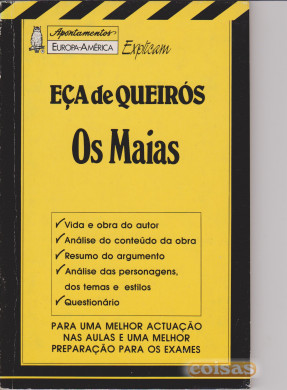 Apontamentos
EUROPA-AMÉRICA
Explicam
EÇA de QUEIRÓS
Os Maias
✓Vida e obra do autor
✓Análise do conteúdo da obra
✓Resumo do argumento
✓Análise das personagens,
dos temas e estilos
✓Questionário
PARA UMA MELHOR ACTUAÇÃO
NAS AULAS E UMA MELHOR
PREPARAÇÃO PARA OS EXAMES
coisas